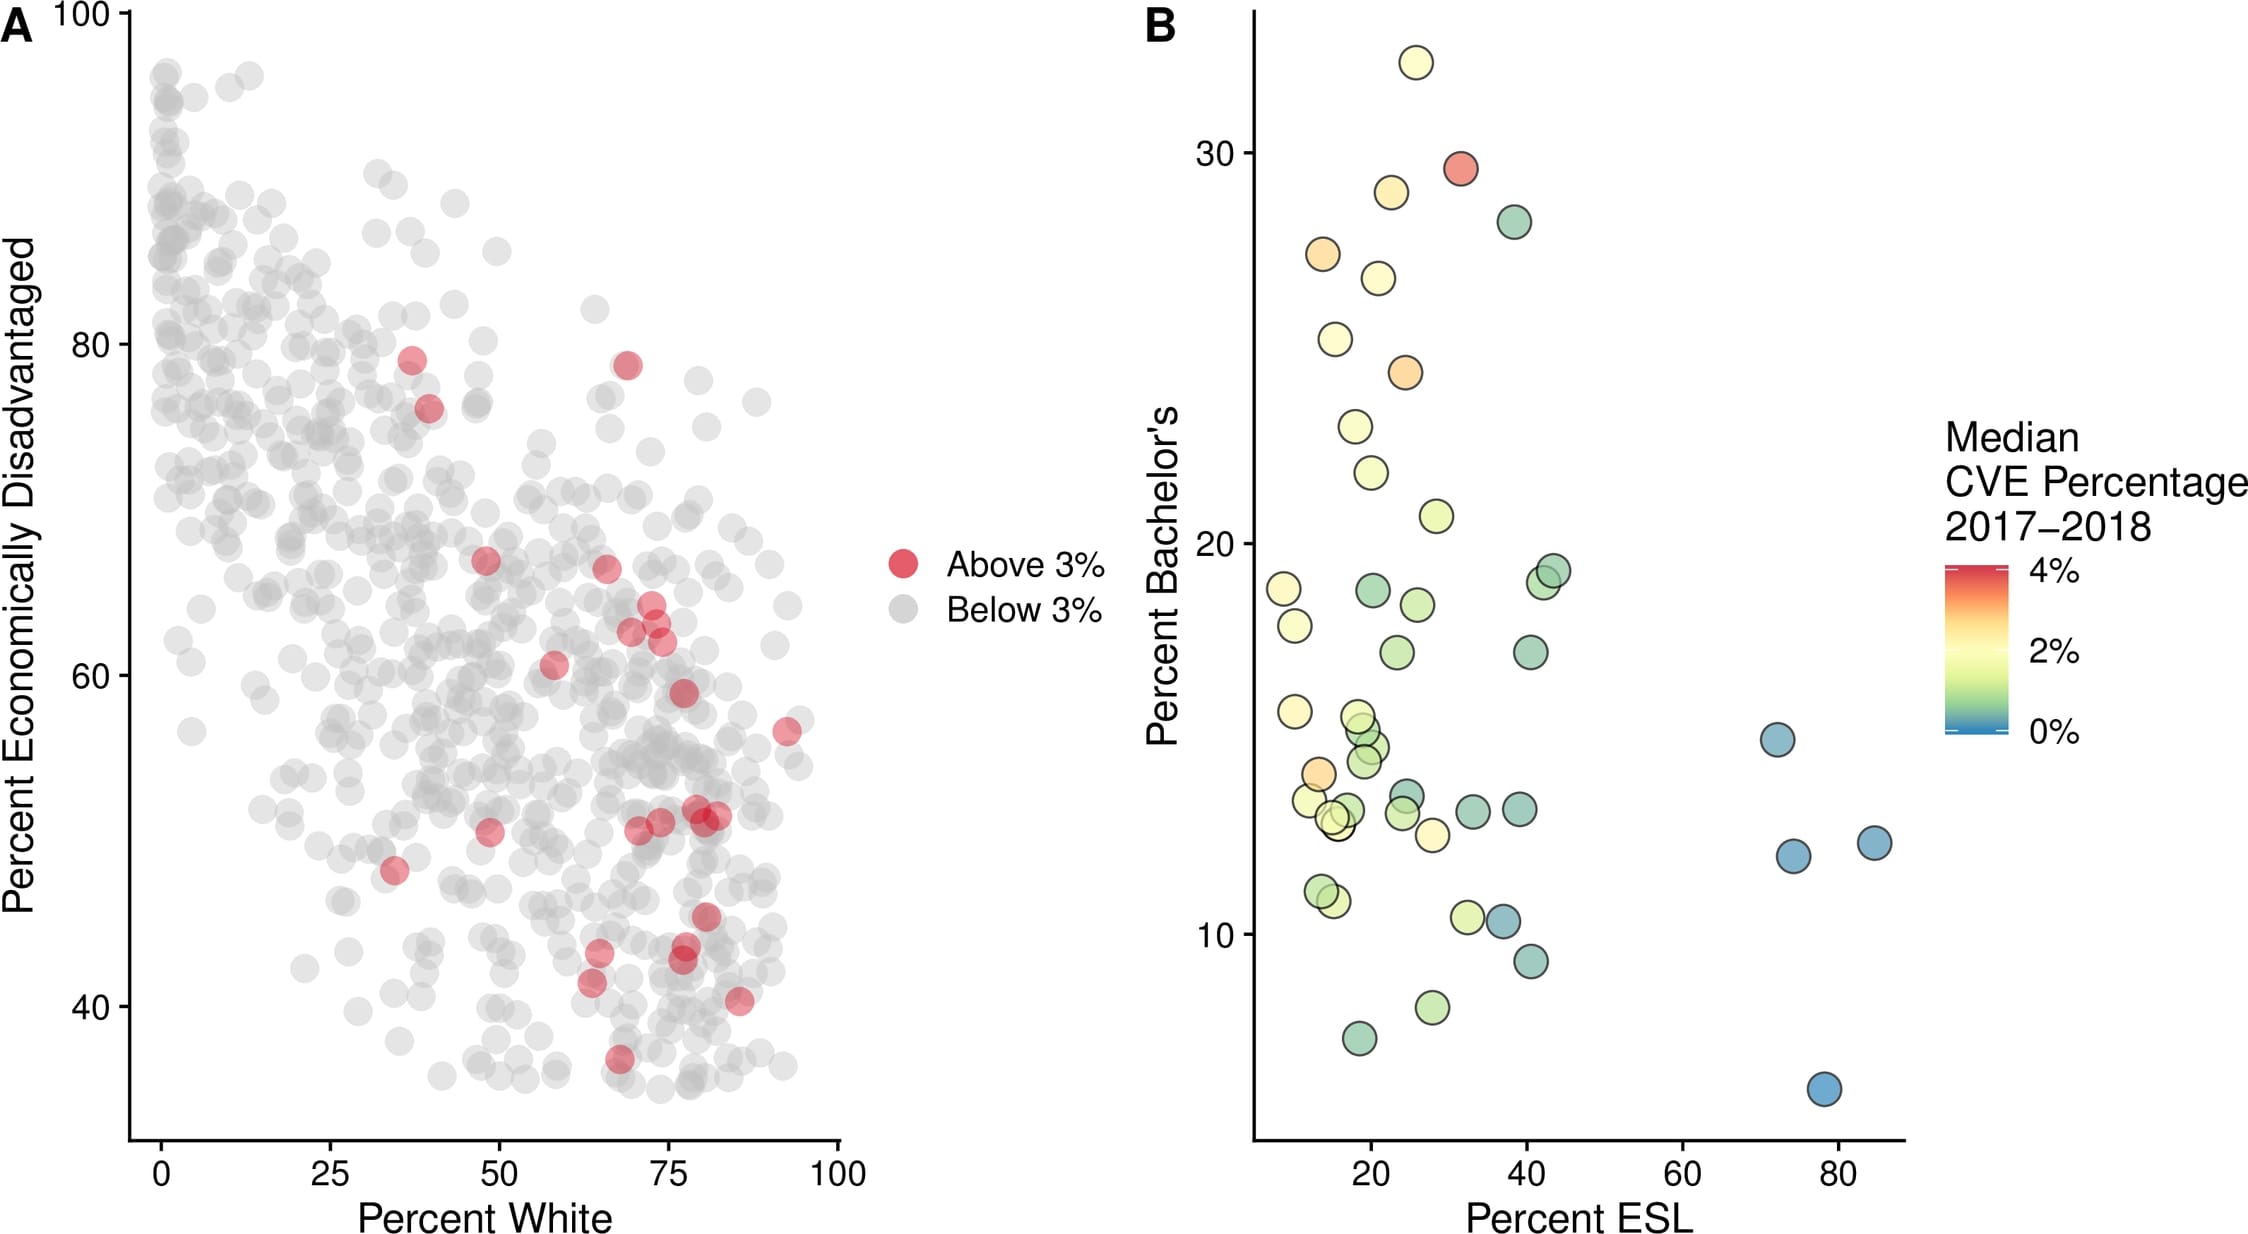 A
100
80
60
40
Percent Economically Disadvantaged
0 25 50 75 100
Percent White
Above 3%
Below 3%
B
30
20
10
Percent Bachelor's
20 40 60 80
Percent ESL
Median
CVE Percentage
2017–2018
4%
2%
0%